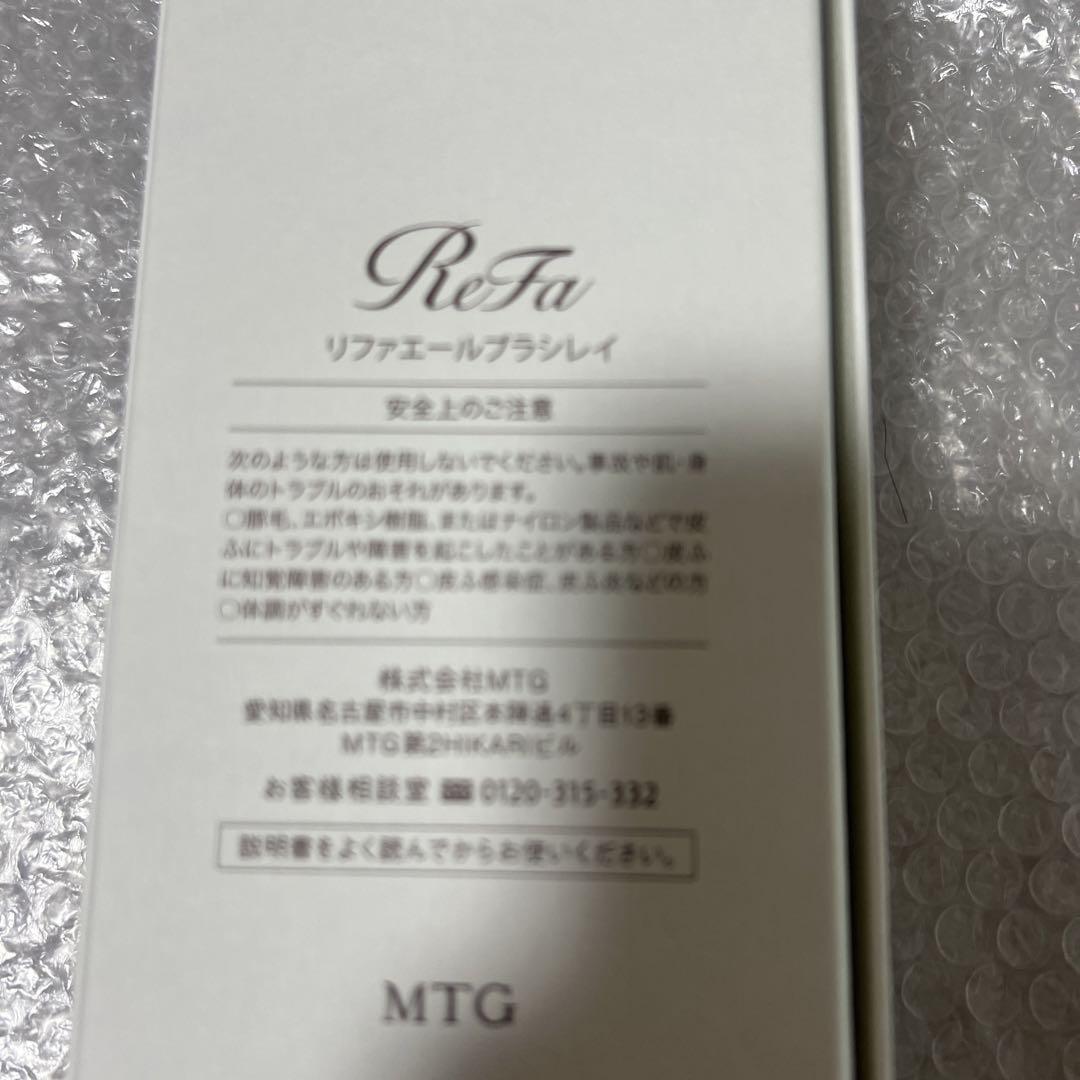 ReFa
リファエールブラシレイ
安全上のご注意
次のような方は使用しないでください。事故や肌・身
体のトラブルのおそれがあります。
○豚毛、エポキシ樹脂、またはナイロン製品などで皮
ふにトラブルや障害を起こしたことがある方○皮ふ
に知覚障害のある方○皮ふ感染症、皮ふ炎などの方
○体調がすぐれない方
株式会社MTG
愛知県名古屋市中村区本陣通4丁目13番
MTG第2HIKARIビル
お客様相談室 0120-315-332
説明書をよく読んでからお使いください。
MTG